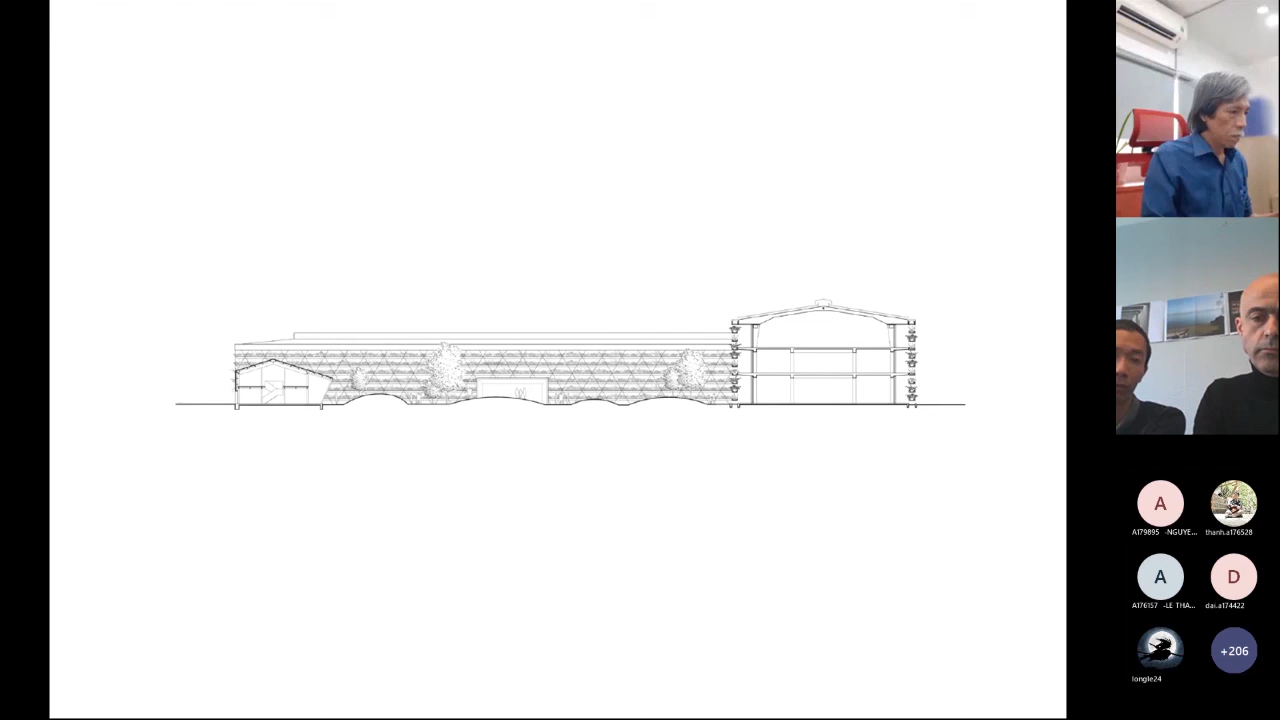 A
A179895 -NGUYE...
thanh.a176528
A
A176157 -LE THA...
D
dai.a174422
longle24
+206